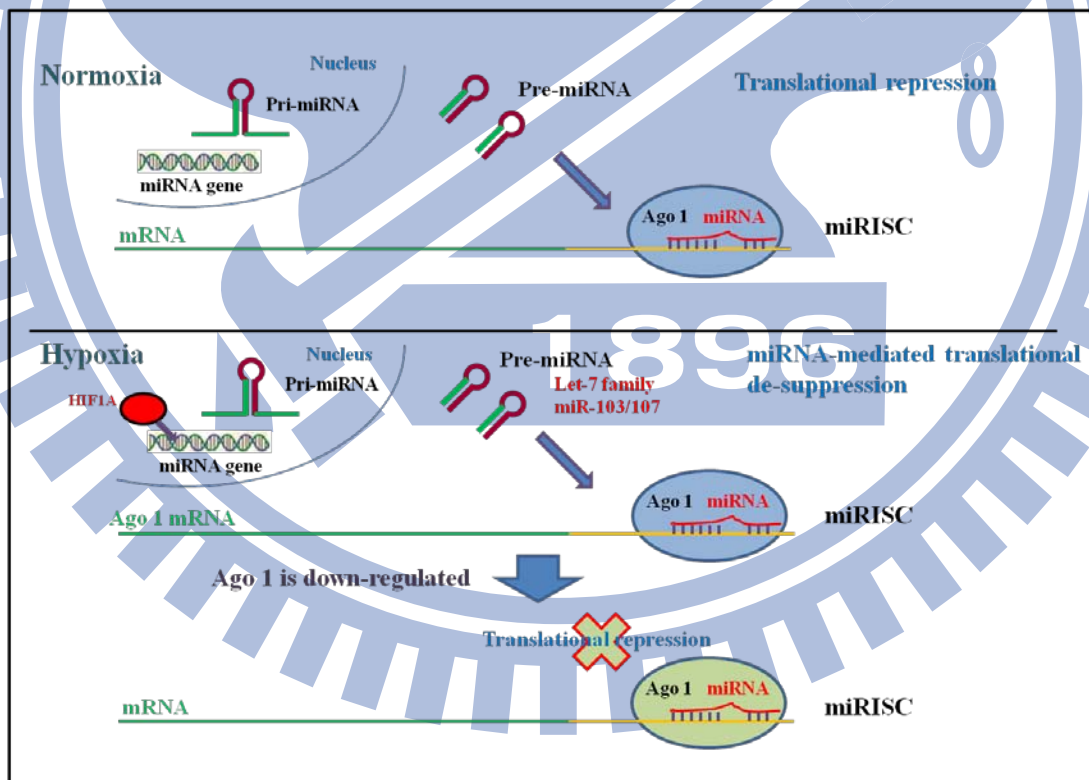 Normoxia
Nucleus
Pri-miRNA
miRNA gene
Pre-miRNA
Translational repression
8
mRNA
Ago 1 miRNA
miRISC
1896
Hypoxia
Nucleus
HIF1A
Pri-miRNA
miRNA gene
Pre-miRNA
Let-7 family
miR-103/107
miRNA-mediated translational
de-suppression
Ago 1 mRNA
Ago 1 miRNA
miRISC
Ago 1 is down-regulated
Translational repression
mRNA
Ago 1 miRNA
miRISC